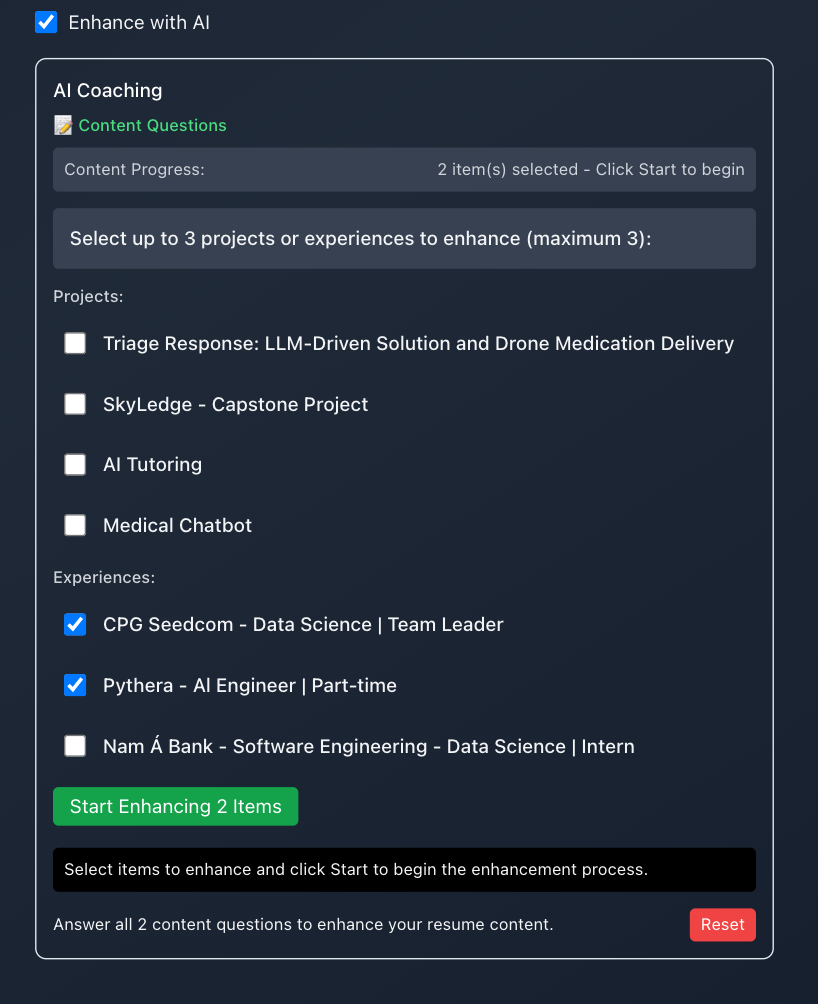 Enhance with AI
AI Coaching
📝 Content Questions
Content Progress: 2 item(s) selected - Click Start to begin
Select up to 3 projects or experiences to enhance (maximum 3):
Projects:
Triage Response: LLM-Driven Solution and Drone Medication Delivery
SkyLedge - Capstone Project
AI Tutoring
Medical Chatbot
Experiences:
CPG Seedcom - Data Science | Team Leader
Pythera - AI Engineer | Part-time
Nam Á Bank - Software Engineering - Data Science | Intern
Start Enhancing 2 Items
Select items to enhance and click Start to begin the enhancement process.
Answer all 2 content questions to enhance your resume content. Reset